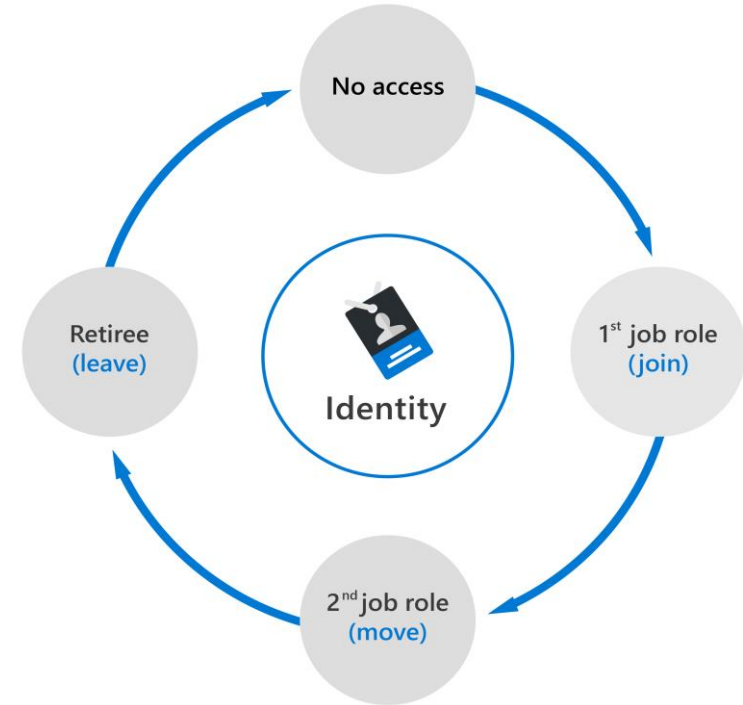 No access
1st job role
(join)
2nd job role
(move)
Retiree
(leave)
Identity